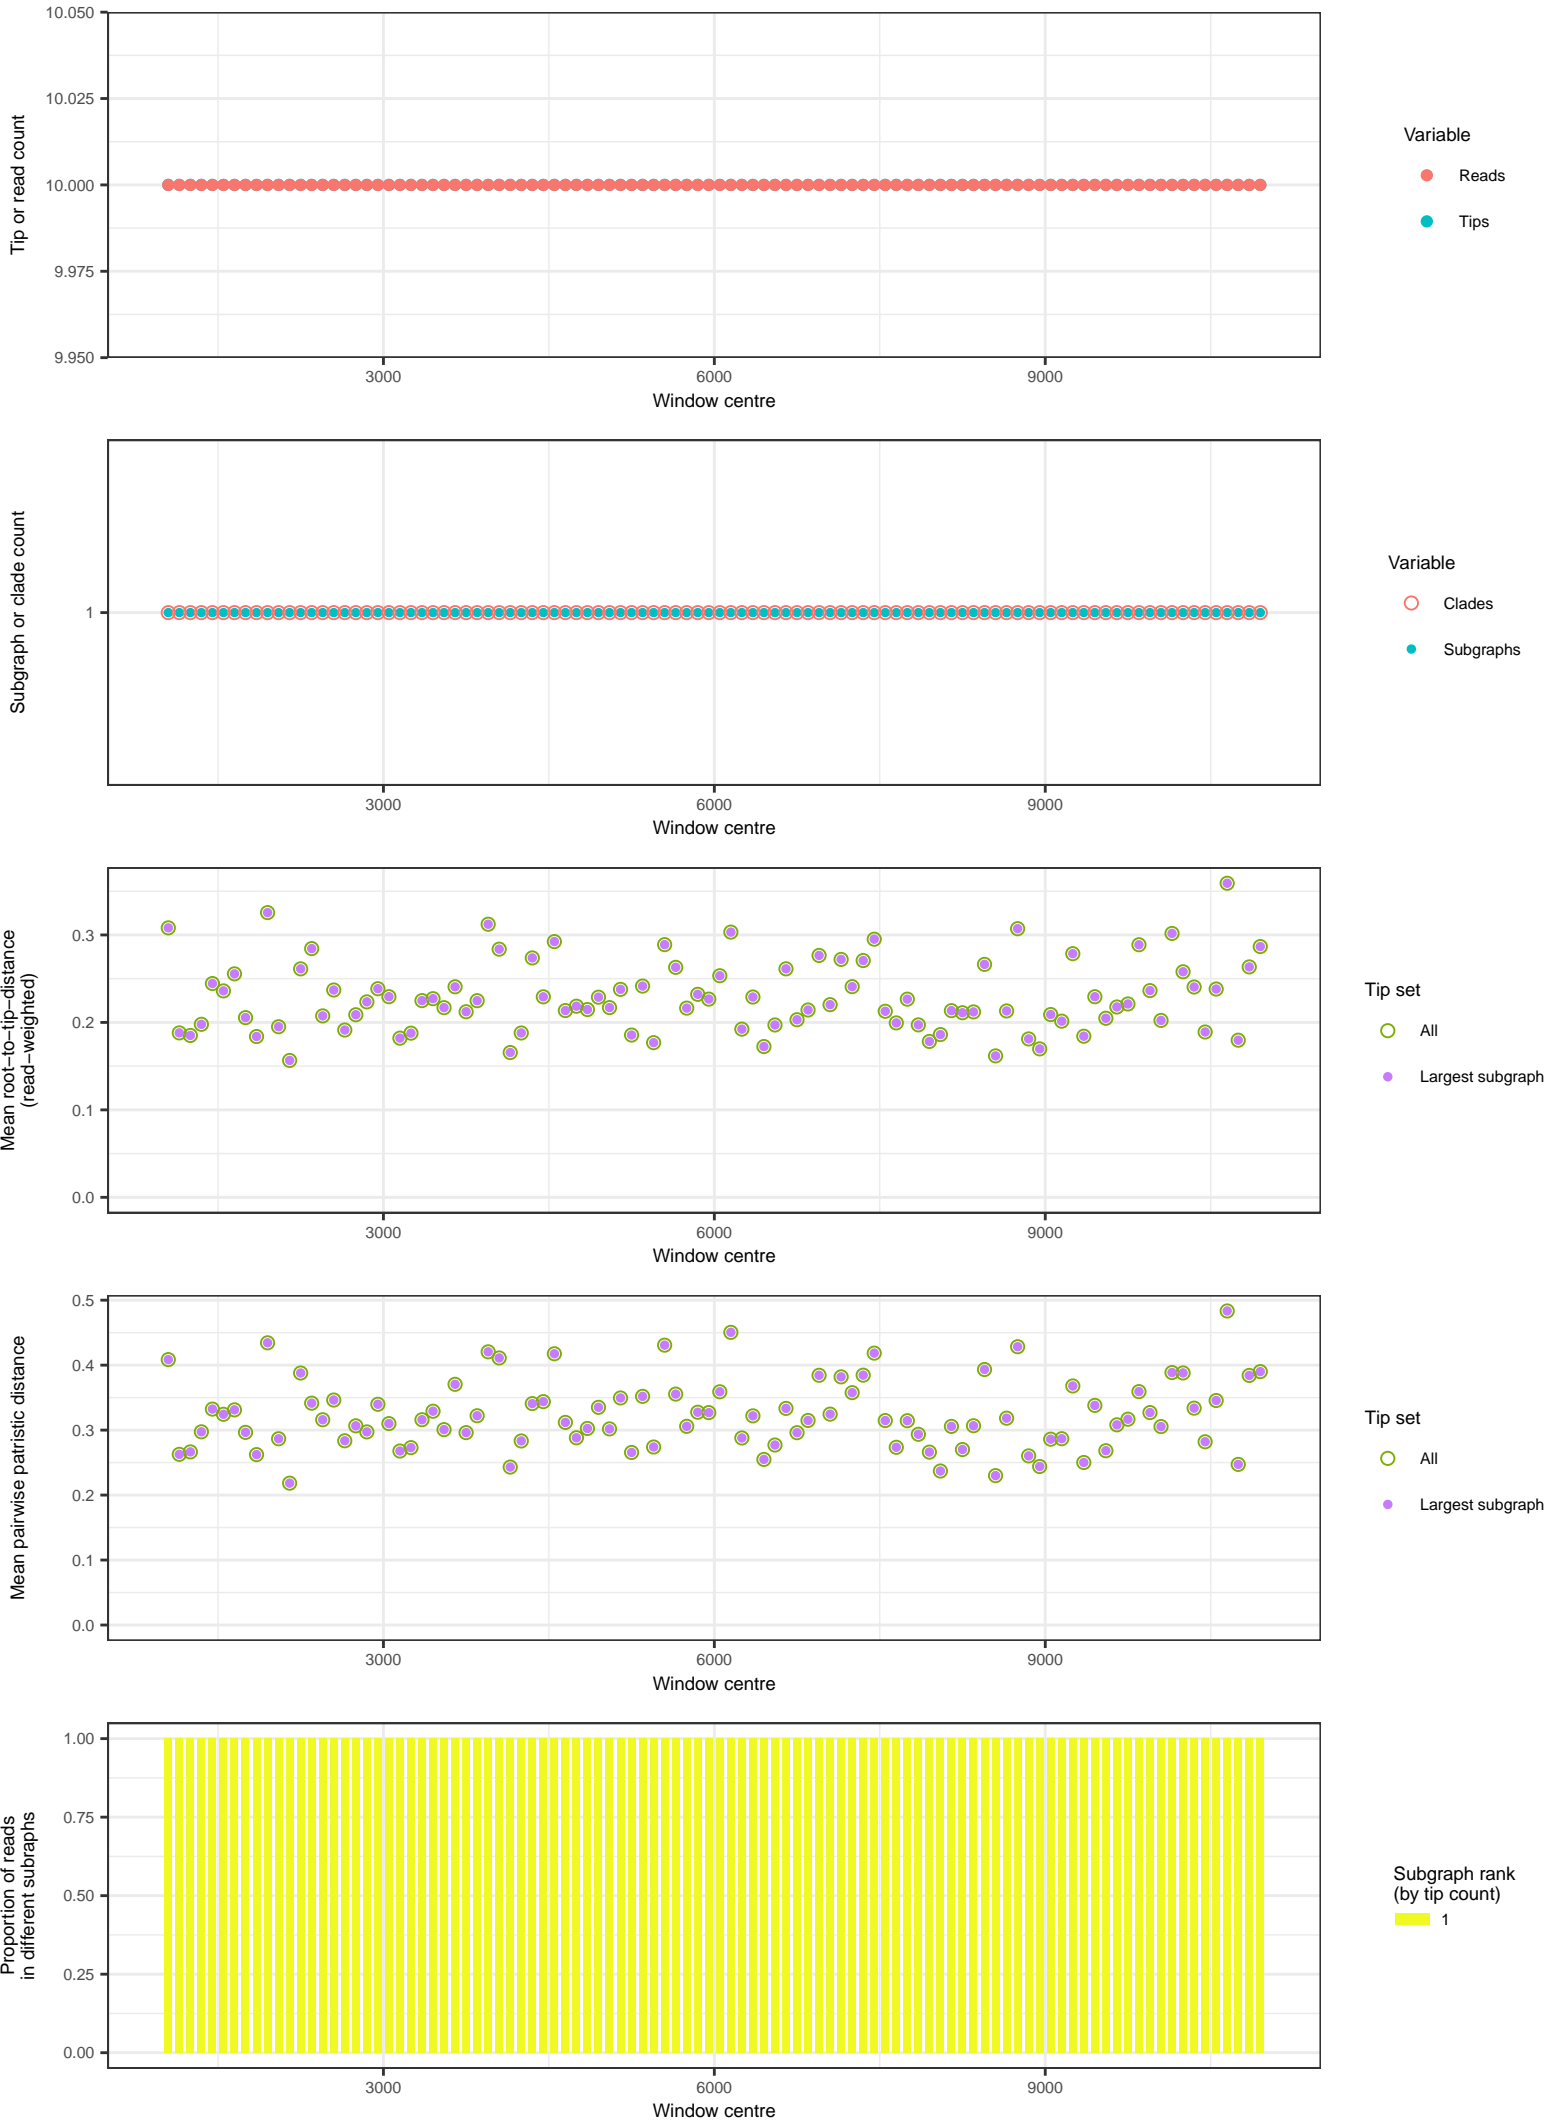 10.050
10.025
10.000
9.975
9.950
Tip or read count
3000 6000 9000
Window centre
Variable
Reads
Tips
Subgraph or clade count
1
3000 6000 9000
Window centre
Variable
Clades
Subgraphs
Mean root−to−tip−distance
(read−weighted)
0.3
0.2
0.1
0.0
3000 6000 9000
Window centre
Tip set
All
Largest subgraph
Mean pairwise patristic distance
0.5
0.4
0.3
0.2
0.1
0.0
3000 6000 9000
Window centre
Tip set
All
Largest subgraph
Proportion of reads
in different subraphs
1.00
0.75
0.50
0.25
0.00
3000 6000 9000
Window centre
Subgraph rank
(by tip count)
1